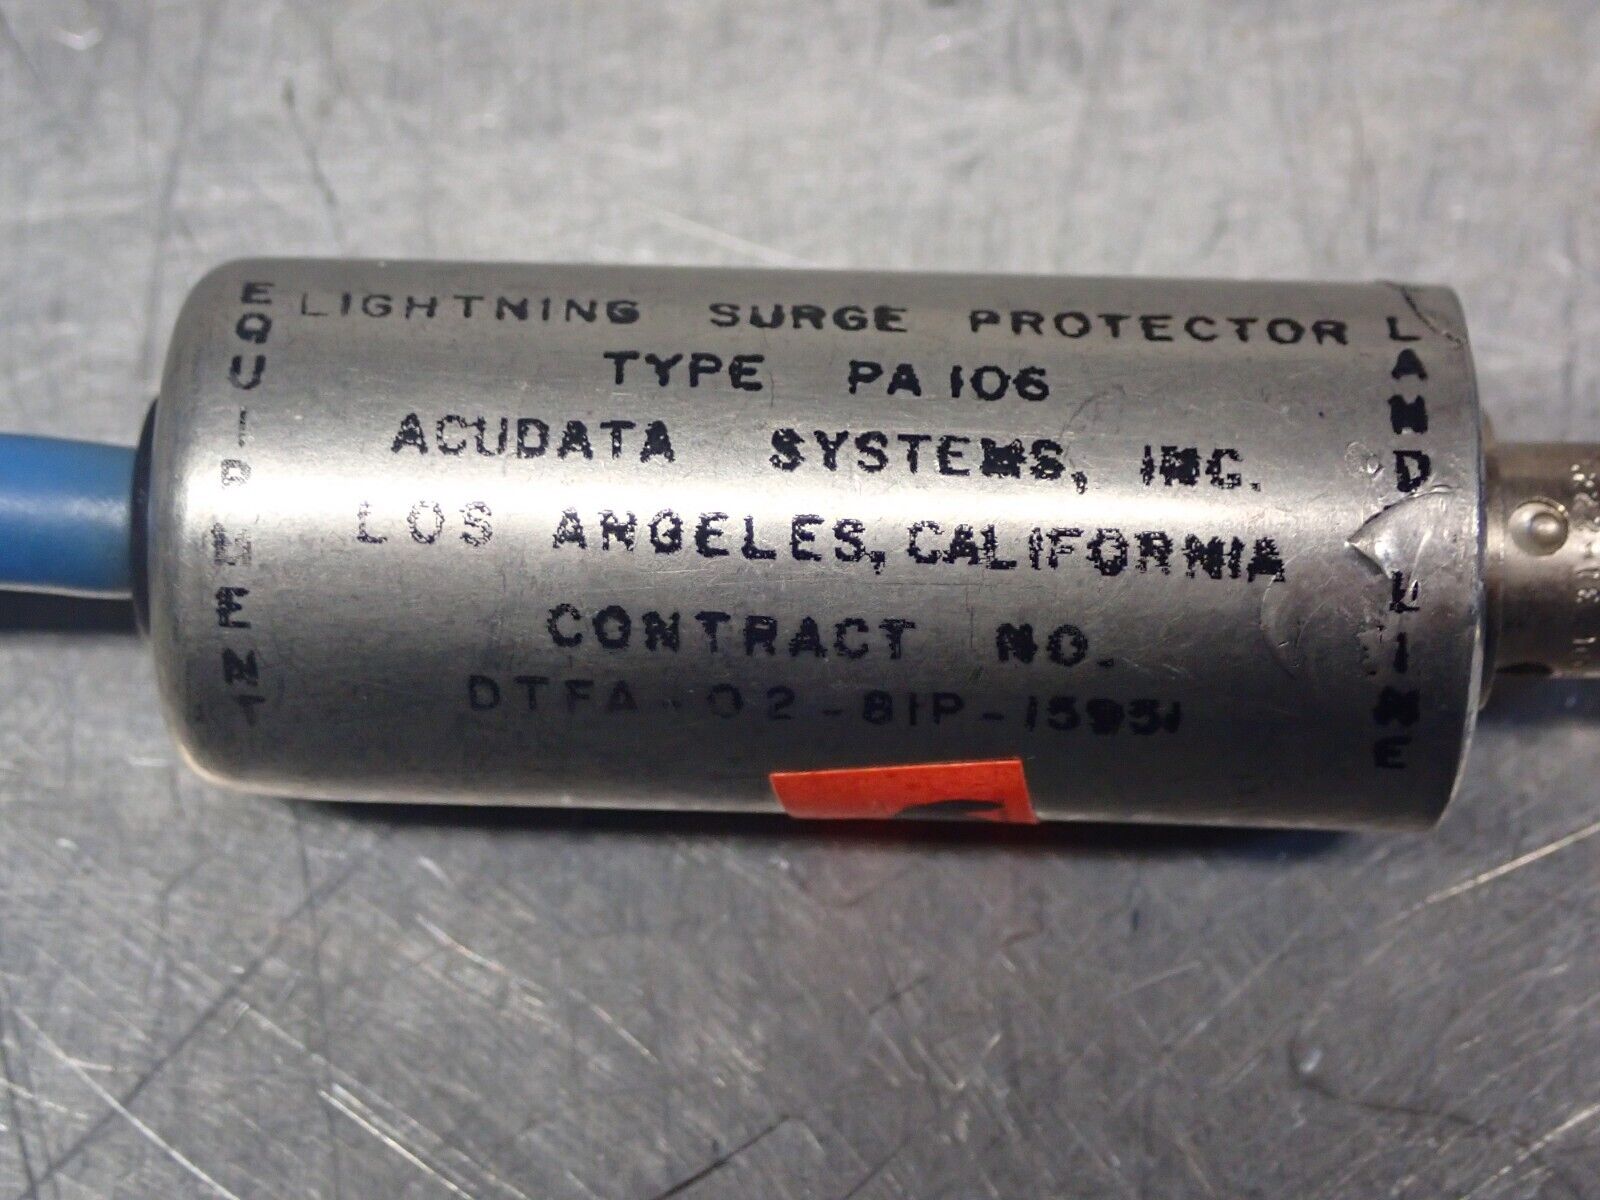 EQUIPMENT
LIGHTNING SURGE PROTECTOR
TYPE PA 106
ACUDATA SYSTEMS, INC.
LOS ANGELES, CALIFORNIA
CONTRACT NO.
DTFA-02-81P-15951
LAND LINE